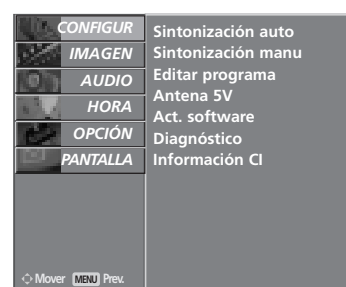 CONFIGUR
IMAGEN
AUDIO
HORA
OPCIÓN
PANTALLA
Mover MENU Prev.
Sintonización auto
Sintonización manu
Editar programa
Antena 5V
Act. software
Diagnóstico
Información CI